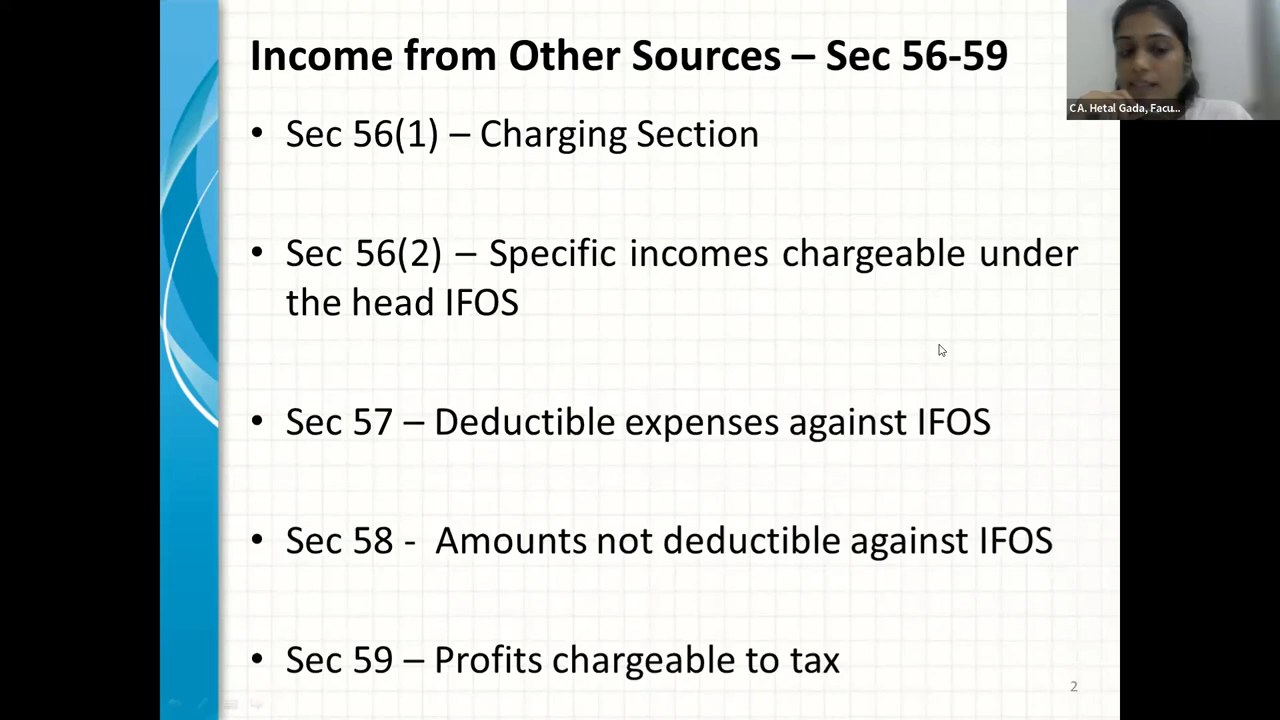 Income from Other Sources – Sec 56-59
CA. Hetal Gada, Facu...
• Sec 56(1) – Charging Section
• Sec 56(2) – Specific incomes chargeable under
the head IFOS
• Sec 57 – Deductible expenses against IFOS
• Sec 58 - Amounts not deductible against IFOS
• Sec 59 – Profits chargeable to tax
2